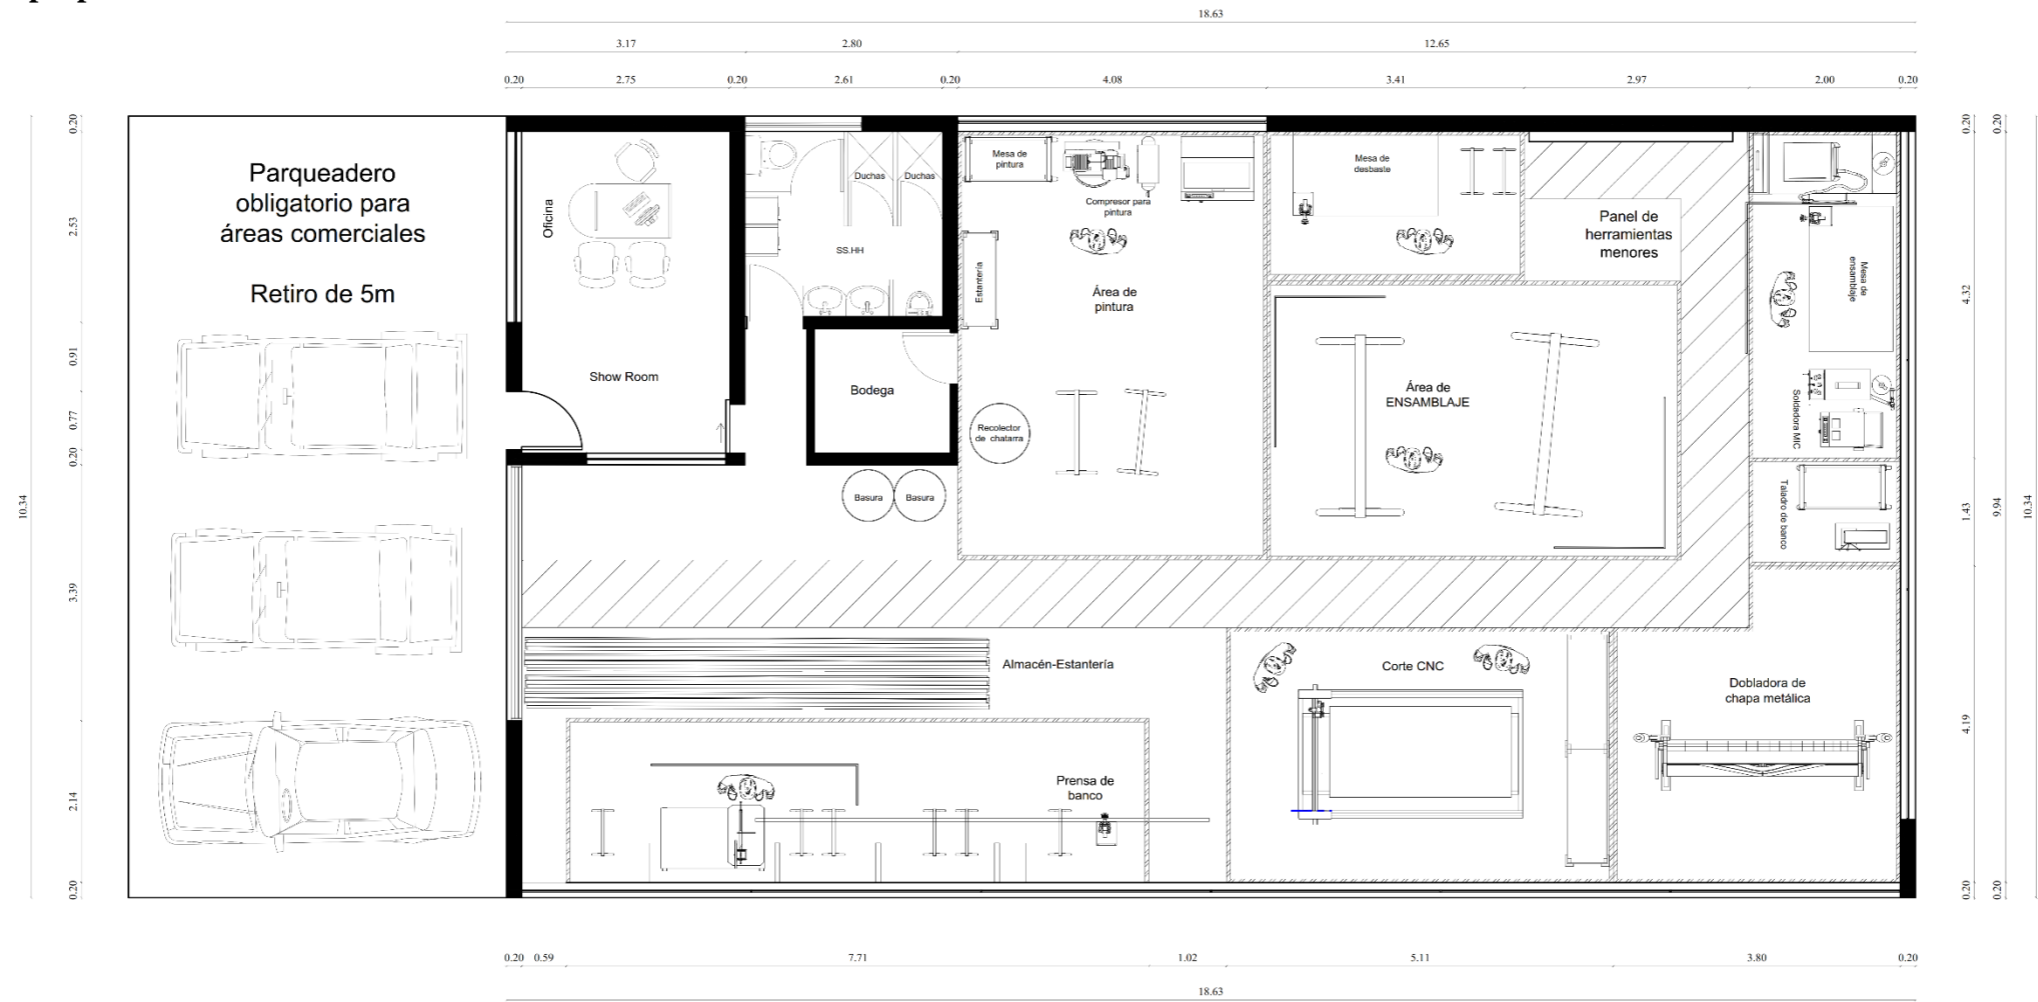 18.63
3.17 2.80 12.65
0.20 2.75 0.20 2.61 0.20 4.08 3.41 2.97 2.00 0.20
Parqueadero
obligatorio para
áreas comerciales
Retiro de 5m
Oficina
Show Room
Duchas Duchas
SS.HH
Bodega
Basura Basura
Mesa de
pintura
Compresor para
pintura
Estantería
Área de
pintura
Recolector
de chatarra
Mesa de
desbaste
Panel de
herramientas
menores
Área de
ENSAMBLAJE
Mesa de
ensamblaje
Soldadora MIC
Taladro de banco
Almacén-Estantería
Prensa de
banco
Corte CNC
Dobladora de
chapa metálica
10.34
0.20
2.53
0.91
0.77
0.20
3.39
2.14
0.20
0.20
4.32
1.43
4.19
0.20
0.20
9.94
0.20
10.34
0.20 0.59 7.71 1.02 5.11 3.80 0.20
18.63